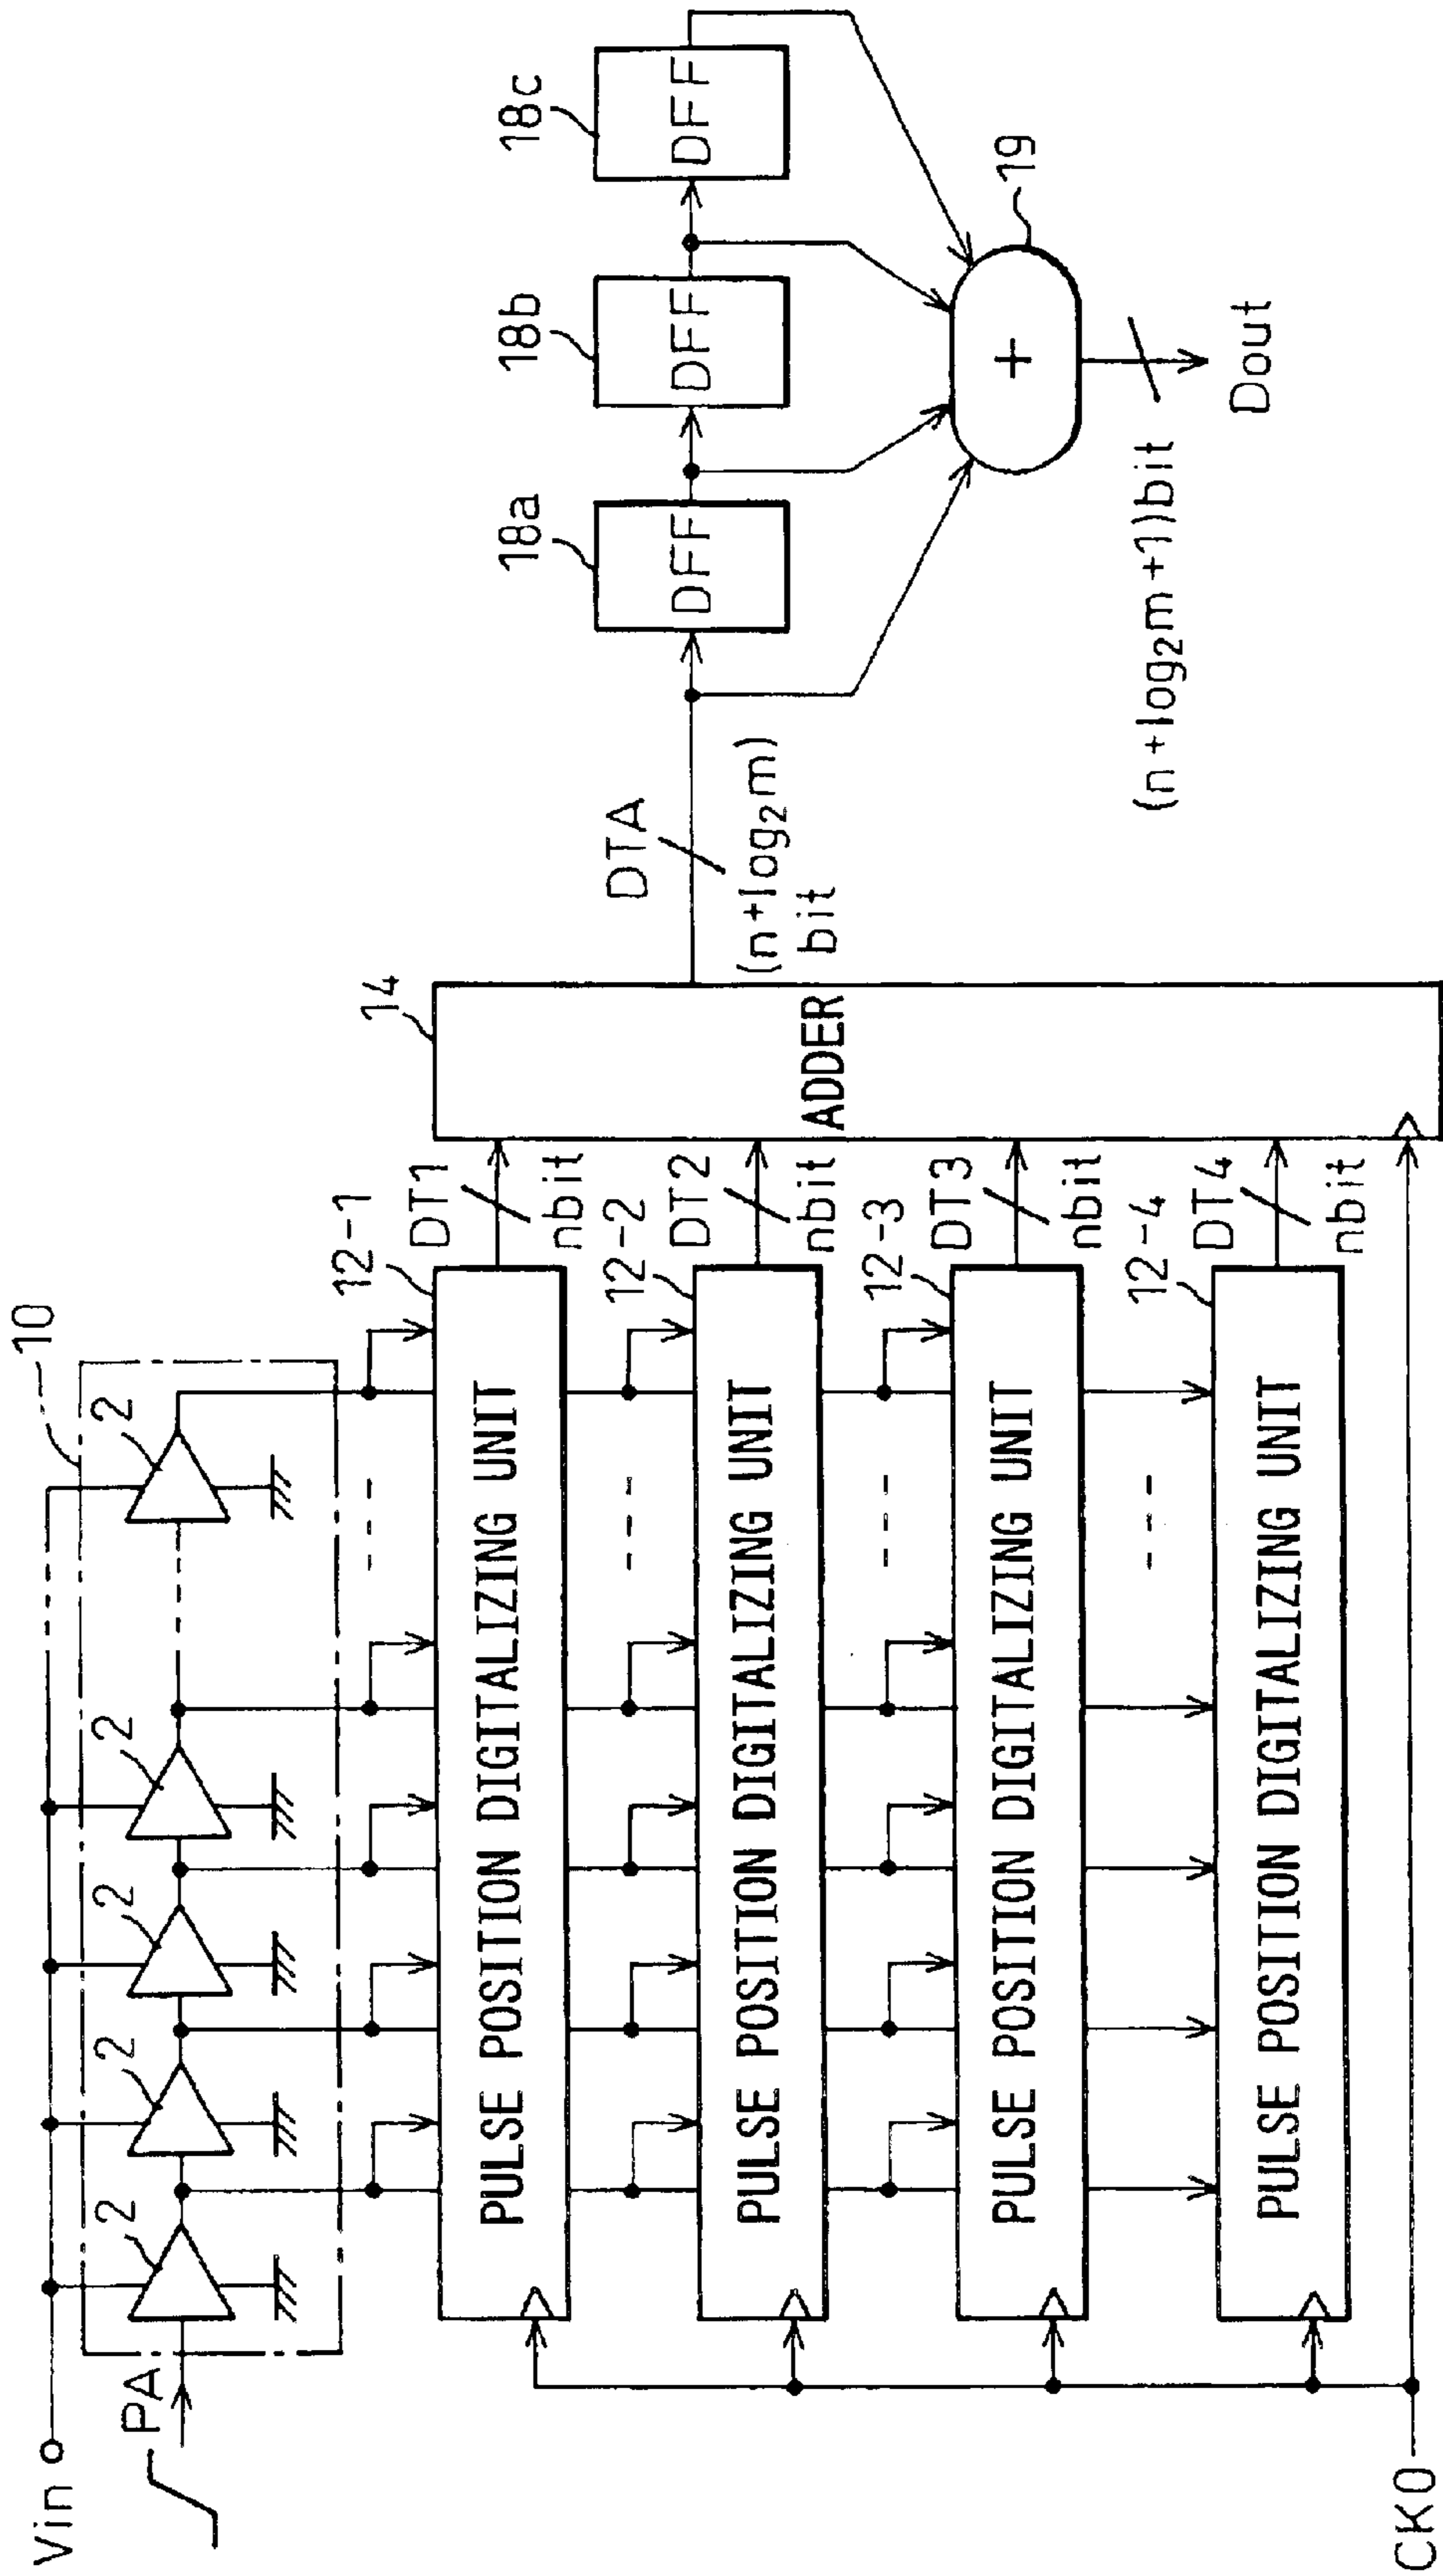 Vin
PA
10
2
2
2
2
2
12-1
PULSE POSITION DIGITALIZING UNIT
DT1
nbit
12-2
PULSE POSITION DIGITALIZING UNIT
DT2
nbit
12-3
PULSE POSITION DIGITALIZING UNIT
DT3
nbit
12-4
PULSE POSITION DIGITALIZING UNIT
DT4
nbit
CK0
14
ADDER
DTA
(n+log₂m)
bit
18a
DFF
18b
DFF
18c
DFF
19
+
(n+log₂m+1)bit
Dout